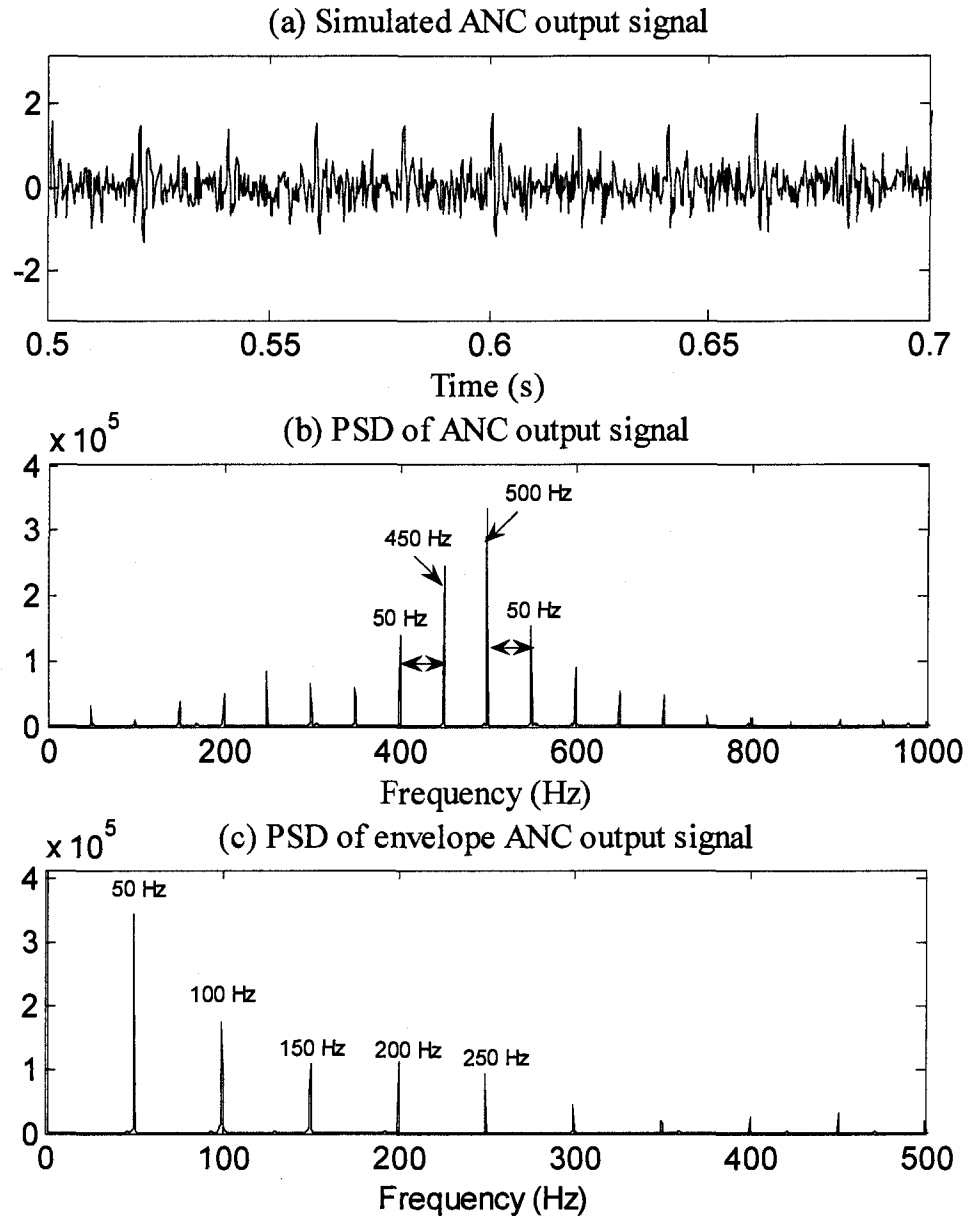 (a) Simulated ANC output signal
2
0
-2
0.5 0.55 0.6 0.65 0.7
Time (s)
x 10^5 (b) PSD of ANC output signal
4
500 Hz
3
450 Hz
2
50 Hz 50 Hz
1
0
0 200 400 600 800 1000
Frequency (Hz)
x 10^5 (c) PSD of envelope ANC output signal
4
50 Hz
3
100 Hz
2
150 Hz 200 Hz 250 Hz
1
0
0 100 200 300 400 500
Frequency (Hz)